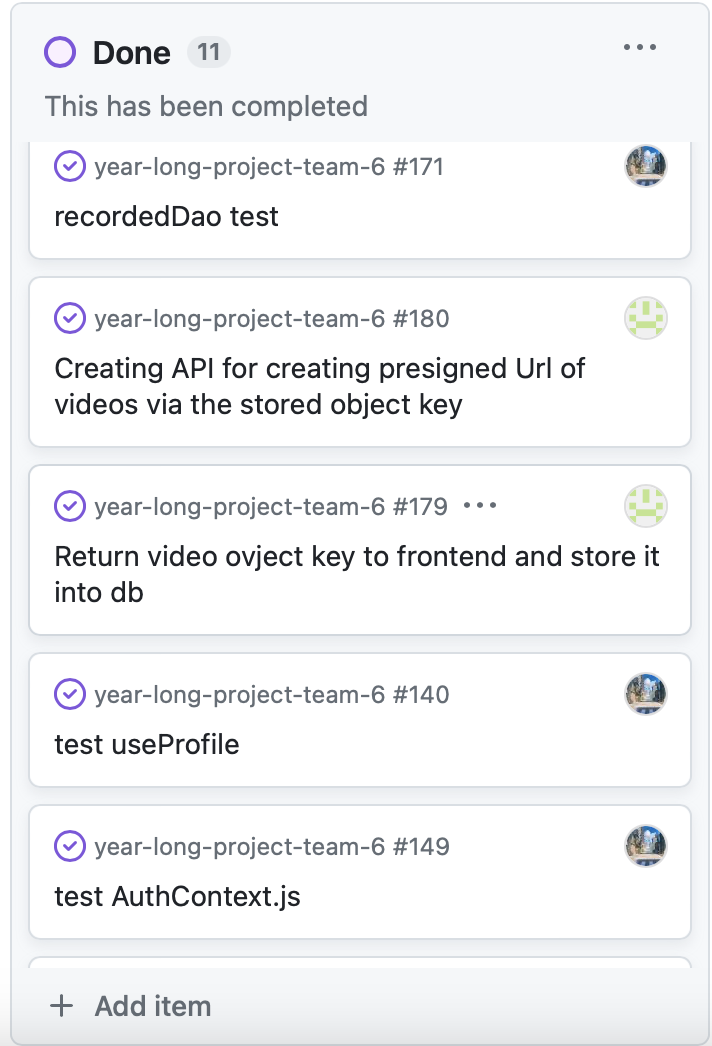 Done 11
This has been completed
year-long-project-team-6 #171
recordedDao test
year-long-project-team-6 #180
Creating API for creating presigned Url of
videos via the stored object key
year-long-project-team-6 #179
Return video ovject key to frontend and store it
into db
year-long-project-team-6 #140
test useProfile
year-long-project-team-6 #149
test AuthContext.js
+ Add item